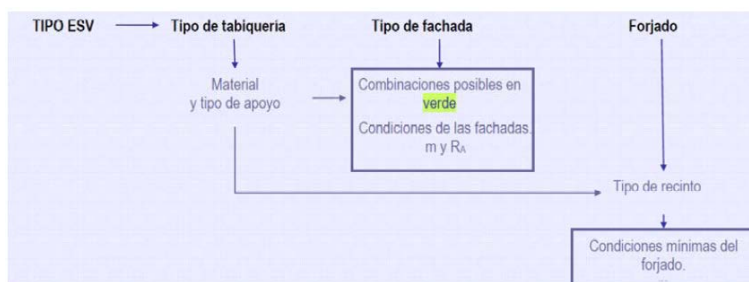 TIPO ESV Tipo de tabiquería Tipo de fachada Forjado
Material
y tipo de apoyo
Combinaciones posibles en
verde
Condiciones de las fachadas.
m y RA
Tipo de recinto
Condiciones mínimas del
forjado.